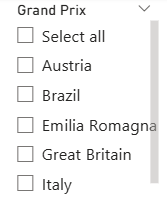 Grand Prix
Select all
Austria
Brazil
Emilia Romagna
Great Britain
Italy